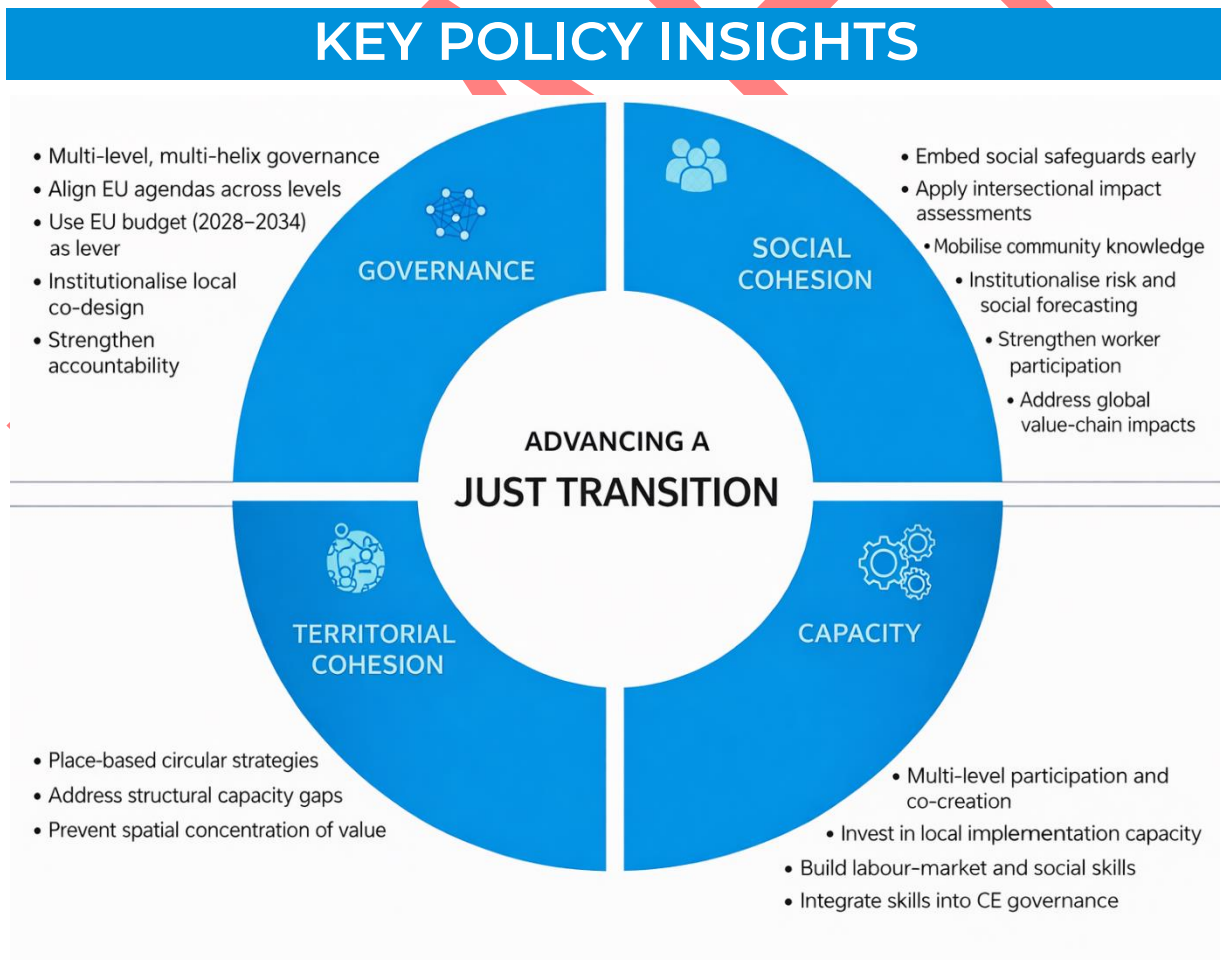 KEY POLICY INSIGHTS
• Multi-level, multi-helix governance
• Align EU agendas across levels
• Use EU budget (2028–2034)
as lever
• Institutionalise local
co-design
• Strengthen
accountability
GOVERNANCE
SOCIAL
COHESION
• Embed social safeguards early
• Apply intersectional impact
assessments
• Mobilise community knowledge
• Institutionalise risk and
social forecasting
• Strengthen worker
participation
• Address global
value-chain impacts
ADVANCING A
JUST TRANSITION
TERRITORIAL
COHESION
• Place-based circular strategies
• Address structural capacity gaps
• Prevent spatial concentration of value
CAPACITY
• Multi-level participation and
co-creation
• Invest in local implementation capacity
• Build labour-market and social skills
• Integrate skills into CE governance